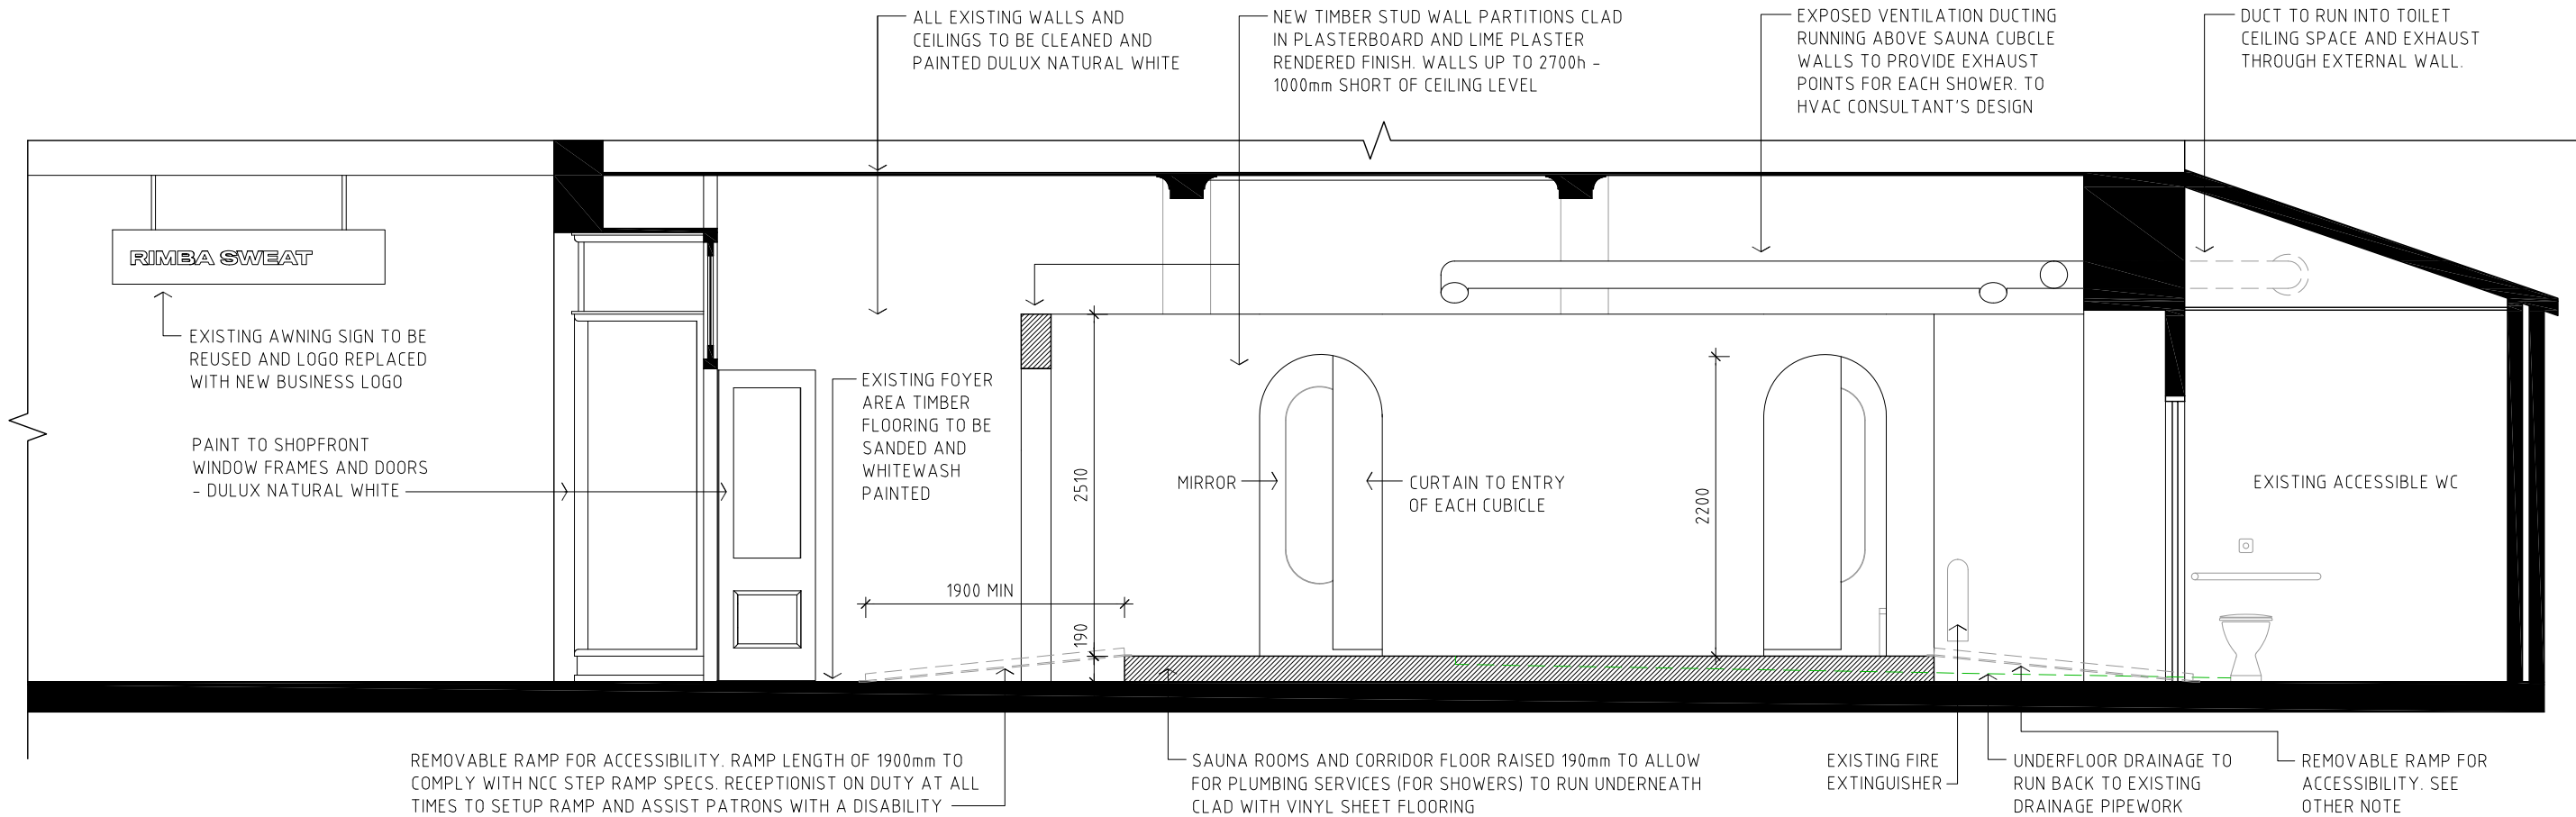 ALL EXISTING WALLS AND
CEILINGS TO BE CLEANED AND
PAINTED DULUX NATURAL WHITE
NEW TIMBER STUD WALL PARTITIONS CLAD
IN PLASTERBOARD AND LIME PLASTER
RENDERED FINISH. WALLS UP TO 2700h -
1000mm SHORT OF CEILING LEVEL
EXPOSED VENTILATION DUCTING
RUNNING ABOVE SAUNA CUBCLE
WALLS TO PROVIDE EXHAUST
POINTS FOR EACH SHOWER. TO
HVAC CONSULTANT'S DESIGN
DUCT TO RUN INTO TOILET
CEILING SPACE AND EXHAUST
THROUGH EXTERNAL WALL.
RIMBA SWEAT
EXISTING AWNING SIGN TO BE
REUSED AND LOGO REPLACED
WITH NEW BUSINESS LOGO
PAINT TO SHOPFRONT
WINDOW FRAMES AND DOORS
- DULUX NATURAL WHITE
EXISTING FOYER
AREA TIMBER
FLOORING TO BE
SANDED AND
WHITEWASH
PAINTED
1900 MIN
2510
190
MIRROR
CURTAIN TO ENTRY
OF EACH CUBICLE
2200
EXISTING ACCESSIBLE WC
REMOVABLE RAMP FOR ACCESSIBILITY. RAMP LENGTH OF 1900mm TO
COMPLY WITH NCC STEP RAMP SPECS. RECEPTIONIST ON DUTY AT ALL
TIMES TO SETUP RAMP AND ASSIST PATRONS WITH A DISABILITY
SAUNA ROOMS AND CORRIDOR FLOOR RAISED 190mm TO ALLOW
FOR PLUMBING SERVICES (FOR SHOWERS) TO RUN UNDERNEATH
CLAD WITH VINYL SHEET FLOORING
EXISTING FIRE
EXTINGUISHER
UNDERFLOOR DRAINAGE TO
RUN BACK TO EXISTING
DRAINAGE PIPEWORK
REMOVABLE RAMP FOR
ACCESSIBILITY. SEE
OTHER NOTE